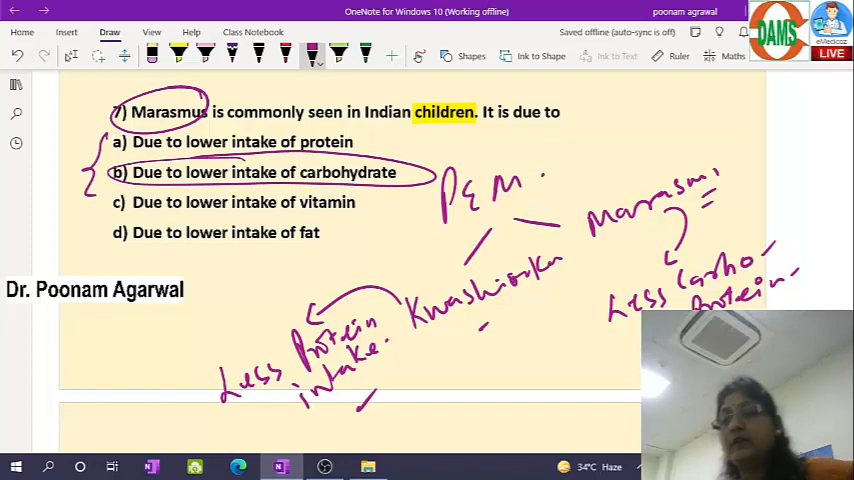 OneNote for Windows 10 (Working offline)
poonam agrawal
Home Insert Draw View Help Class Notebook
Saved offline (auto-sync is off)
Shapes Ink to Shape Ink to Text Ruler Maths
DAMS
eMedicoz
LIVE
7) Marasmus is commonly seen in Indian children. It is due to
a) Due to lower intake of protein
b) Due to lower intake of carbohydrate
c) Due to lower intake of vitamin
d) Due to lower intake of fat
PEM
Kwashiorkor
Less Protein
intake.
Less Carbo
Protein
Dr. Poonam Agarwal
34°C Haze